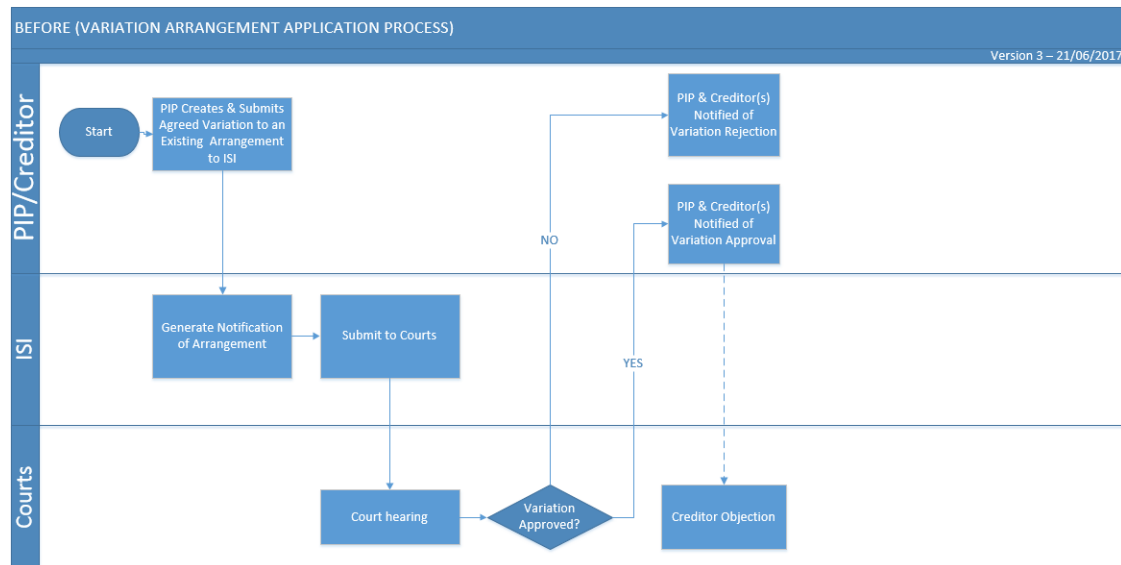 BEFORE (VARIATION ARRANGEMENT APPLICATION PROCESS)
Version 3 – 21/06/2017
PIP/Creditor
Start
PIP Creates & Submits
Agreed Variation to an
Existing Arrangement
to ISI
PIP & Creditor(s)
Notified of
Variation Rejection
PIP & Creditor(s)
Notified of
Variation Approval
NO
ISI
Generate Notification
of Arrangement
Submit to Courts
YES
Courts
Court hearing
Variation
Approved?
Creditor Objection